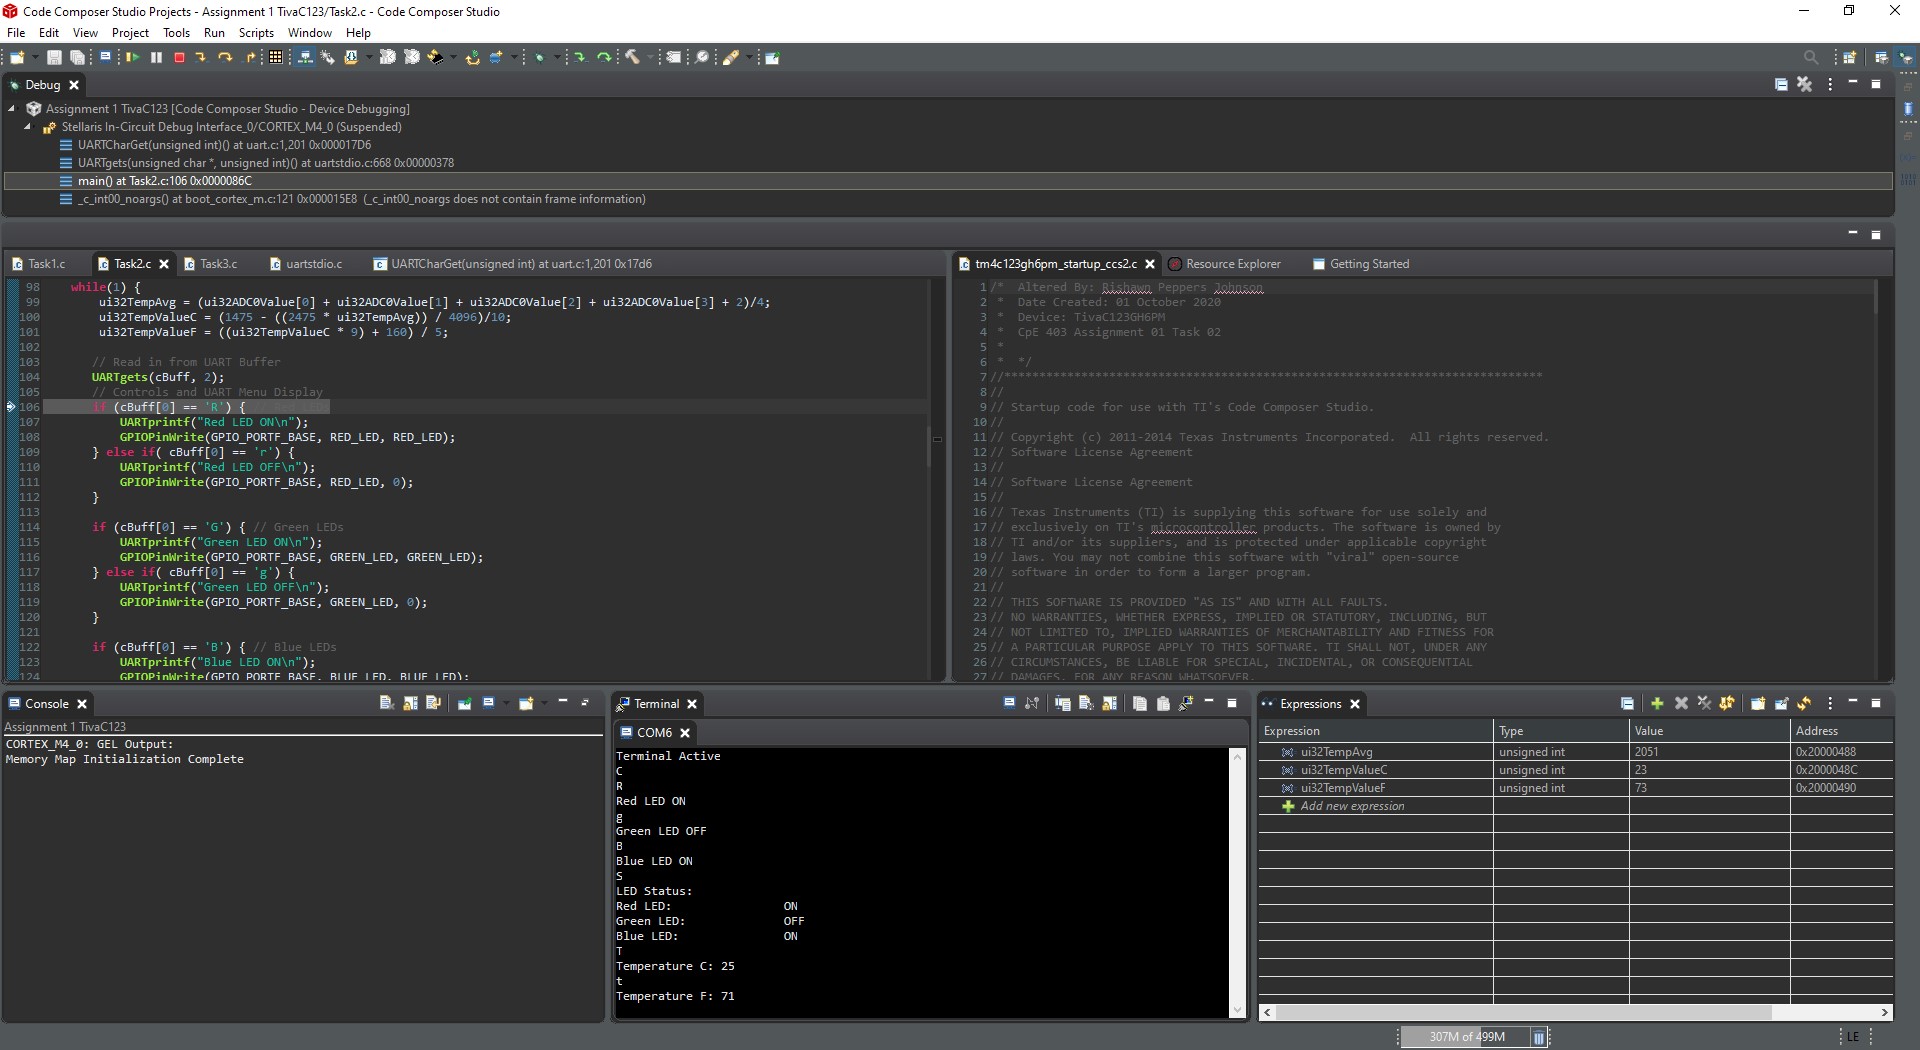 Code Composer Studio Projects - Assignment 1 TivaC123/Task2.c - Code Composer Studio
File Edit View Project Tools Run Scripts Window Help
Debug
Assignment 1 TivaC123 [Code Composer Studio - Device Debugging]
Stellaris In-Circuit Debug Interface_0/CORTEX_M4_0 (Suspended)
UARTCharGet(unsigned int)() at uart.c:1,201 0x000017D6
UARTgets(unsigned char *, unsigned int)() at uartstdio.c:668 0x00000378
main() at Task2.c:106 0x0000086C
_c_int00_noargs() at boot_cortex_m.c:121 0x000015E8 (_c_int00_noargs does not contain frame information)
Task1.c Task2.c Task3.c uartstdio.c UARTCharGet(unsigned int) at uart.c:1,201 0x17d6
98 while(1) {
99 ui32TempAvg = (ui32ADC0Value[0] + ui32ADC0Value[1] + ui32ADC0Value[2] + ui32ADC0Value[3] + 2)/4;
100 ui32TempValueC = (1475 - ((2475 * ui32TempAvg)) / 4096)/10;
101 ui32TempValueF = ((ui32TempValueC * 9) + 160) / 5;
102
103 // Read in from UART Buffer
104 UARTgets(cBuff, 2);
105 // Controls and UART Menu Display
106 if (cBuff[0] == 'R') {
107 UARTprintf("Red LED ON\n");
108 GPIOPinWrite(GPIO_PORTF_BASE, RED_LED, RED_LED);
109 } else if( cBuff[0] == 'r') {
110 UARTprintf("Red LED OFF\n");
111 GPIOPinWrite(GPIO_PORTF_BASE, RED_LED, 0);
112 }
113
114 if (cBuff[0] == 'G') { // Green LEDs
115 UARTprintf("Green LED ON\n");
116 GPIOPinWrite(GPIO_PORTF_BASE, GREEN_LED, GREEN_LED);
117 } else if( cBuff[0] == 'g') {
118 UARTprintf("Green LED OFF\n");
119 GPIOPinWrite(GPIO_PORTF_BASE, GREEN_LED, 0);
120 }
121
122 if (cBuff[0] == 'B') { // Blue LEDs
123 UARTprintf("Blue LED ON\n");
124 GPIOPinWrite(GPIO_PORTF_BASE, BLUE_LED, BLUE_LED);
tm4c123gh6pm_startup_ccs2.c Resource Explorer Getting Started
1 /* Altered By: Rishawn Peppers Johnson
2 * Date Created: 01 October 2020
3 * Device: TivaC123GH6PM
4 * CpE 403 Assignment 01 Task 02
5 *
6 * */
7 //*****************************************************************************
8 //
9 // Startup code for use with TI's Code Composer Studio.
10 //
11 // Copyright (c) 2011-2014 Texas Instruments Incorporated. All rights reserved.
12 // Software License Agreement
13 //
14 // Software License Agreement
15 //
16 // Texas Instruments (TI) is supplying this software for use solely and
17 // exclusively on TI's microcontroller products. The software is owned by
18 // TI and/or its suppliers, and is protected under applicable copyright
19 // laws. You may not combine this software with "viral" open-source
20 // software in order to form a larger program.
21 //
22 // THIS SOFTWARE IS PROVIDED "AS IS" AND WITH ALL FAULTS.
23 // NO WARRANTIES, WHETHER EXPRESS, IMPLIED OR STATUTORY, INCLUDING, BUT
24 // NOT LIMITED TO, IMPLIED WARRANTIES OF MERCHANTABILITY AND FITNESS FOR
25 // A PARTICULAR PURPOSE APPLY TO THIS SOFTWARE. TI SHALL NOT, UNDER ANY
26 // CIRCUMSTANCES, BE LIABLE FOR SPECIAL, INCIDENTAL, OR CONSEQUENTIAL
27 // DAMAGES, FOR ANY REASON WHATSOEVER.
Console
Assignment 1 TivaC123
CORTEX_M4_0: GEL Output:
Memory Map Initialization Complete
Terminal
COM6
Terminal Active
C
R
Red LED ON
g
Green LED OFF
B
Blue LED ON
S
LED Status:
Red LED: ON
Green LED: OFF
Blue LED: ON
T
Temperature C: 25
t
Temperature F: 71
Expressions
Expression Type Value Address
ui32TempAvg unsigned int 2051 0x20000488
ui32TempValueC unsigned int 23 0x2000048C
ui32TempValueF unsigned int 73 0x20000490
Add new expression
307M of 499M
LE